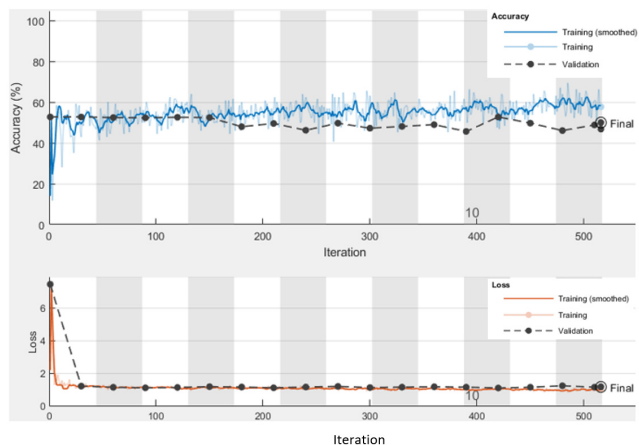 Accuracy
Training (smoothed)
Training
Validation
Accuracy (%)
100
80
60
40
20
0
Final
10
0 100 200 300 400 500
Iteration
Loss
Training (smoothed)
Training
Validation
Loss
6
4
2
0
Final
10
0 100 200 300 400 500
Iteration